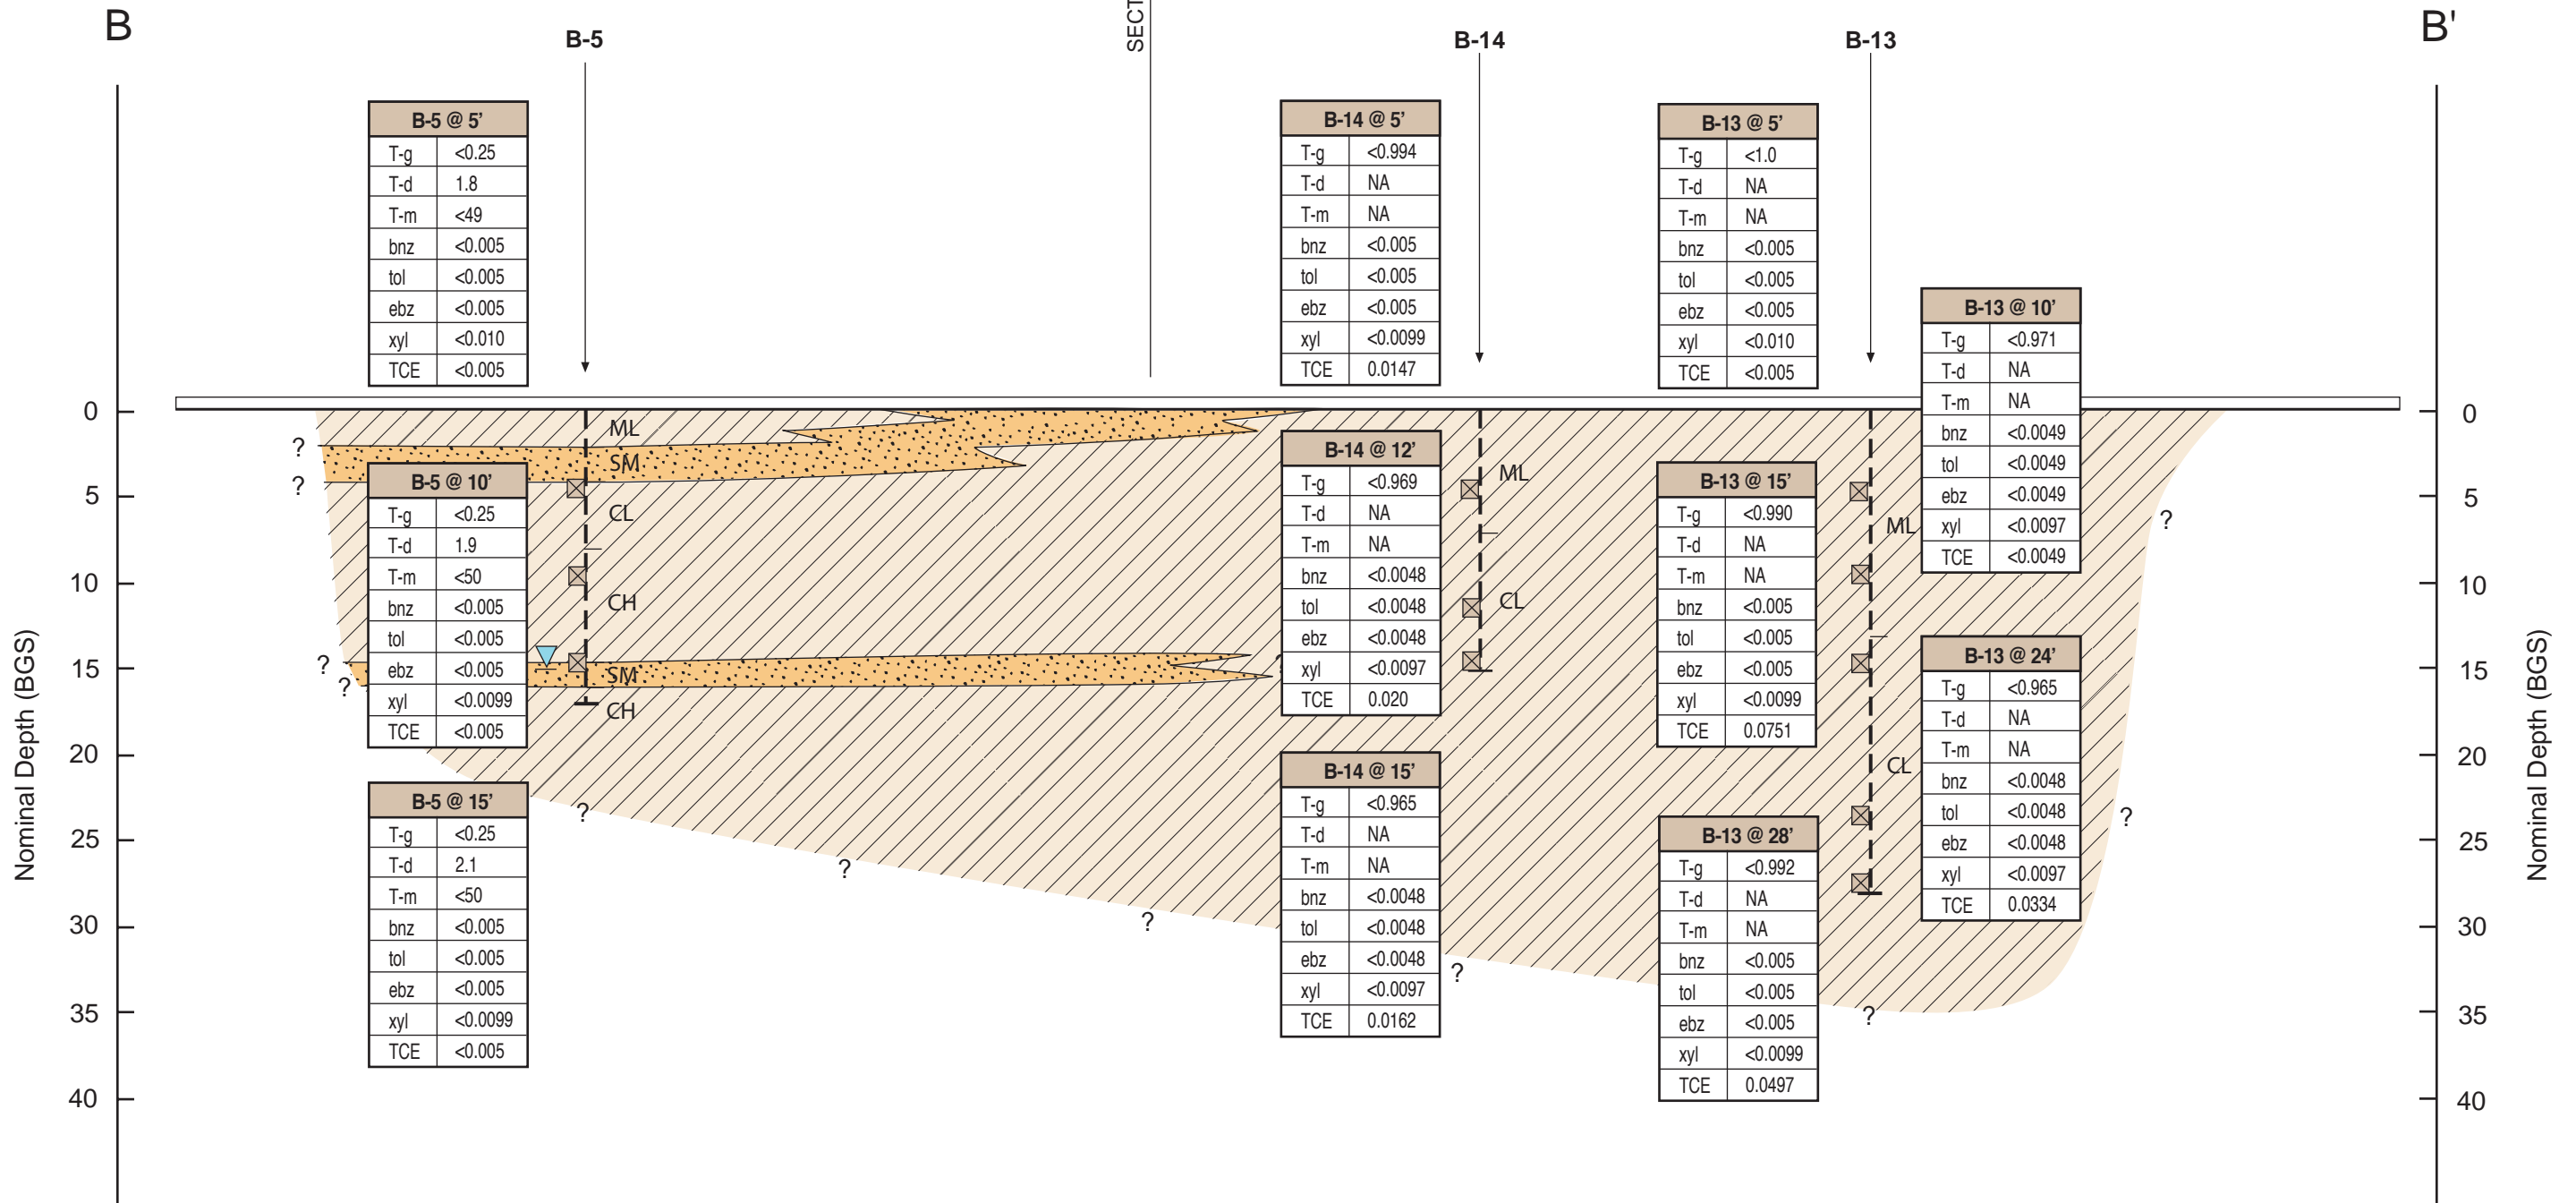 B
B'
SECT
B-5
B-14
B-13
B-5 @ 5’
T-g <0.25
T-d 1.8
T-m <49
bnz <0.005
tol <0.005
ebz <0.005
xyl <0.010
TCE <0.005
B-14 @ 5’
T-g <0.994
T-d NA
T-m NA
bnz <0.005
tol <0.005
ebz <0.005
xyl <0.0099
TCE 0.0147
B-13 @ 5’
T-g <1.0
T-d NA
T-m NA
bnz <0.005
tol <0.005
ebz <0.005
xyl <0.010
TCE <0.005
B-13 @ 10’
T-g <0.971
T-d NA
T-m NA
bnz <0.0049
tol <0.0049
ebz <0.0049
xyl <0.0097
TCE <0.0049
B-5 @ 10’
T-g <0.25
T-d 1.9
T-m <50
bnz <0.005
tol <0.005
ebz <0.005
xyl <0.0099
TCE <0.005
B-14 @ 12’
T-g <0.969
T-d NA
T-m NA
bnz <0.0048
tol <0.0048
ebz <0.0048
xyl <0.0097
TCE 0.020
B-13 @ 15’
T-g <0.990
T-d NA
T-m NA
bnz <0.005
tol <0.005
ebz <0.005
xyl <0.0099
TCE 0.0751
B-13 @ 24’
T-g <0.965
T-d NA
T-m NA
bnz <0.0048
tol <0.0048
ebz <0.0048
xyl <0.0097
TCE 0.0334
B-5 @ 15’
T-g <0.25
T-d 2.1
T-m <50
bnz <0.005
tol <0.005
ebz <0.005
xyl <0.0099
TCE <0.005
B-14 @ 15’
T-g <0.965
T-d NA
T-m NA
bnz <0.0048
tol <0.0048
ebz <0.0048
xyl <0.0097
TCE 0.0162
B-13 @ 28’
T-g <0.992
T-d NA
T-m NA
bnz <0.005
tol <0.005
ebz <0.005
xyl <0.0099
TCE 0.0497
ML
SM
CL
CH
SM
CH
ML
CL
ML
CL
?
?
?
?
?
?
?
?
?
?
?
Nominal Depth (BGS)
0
5
10
15
20
25
30
35
40
Nominal Depth (BGS)
0
5
10
15
20
25
30
35
40